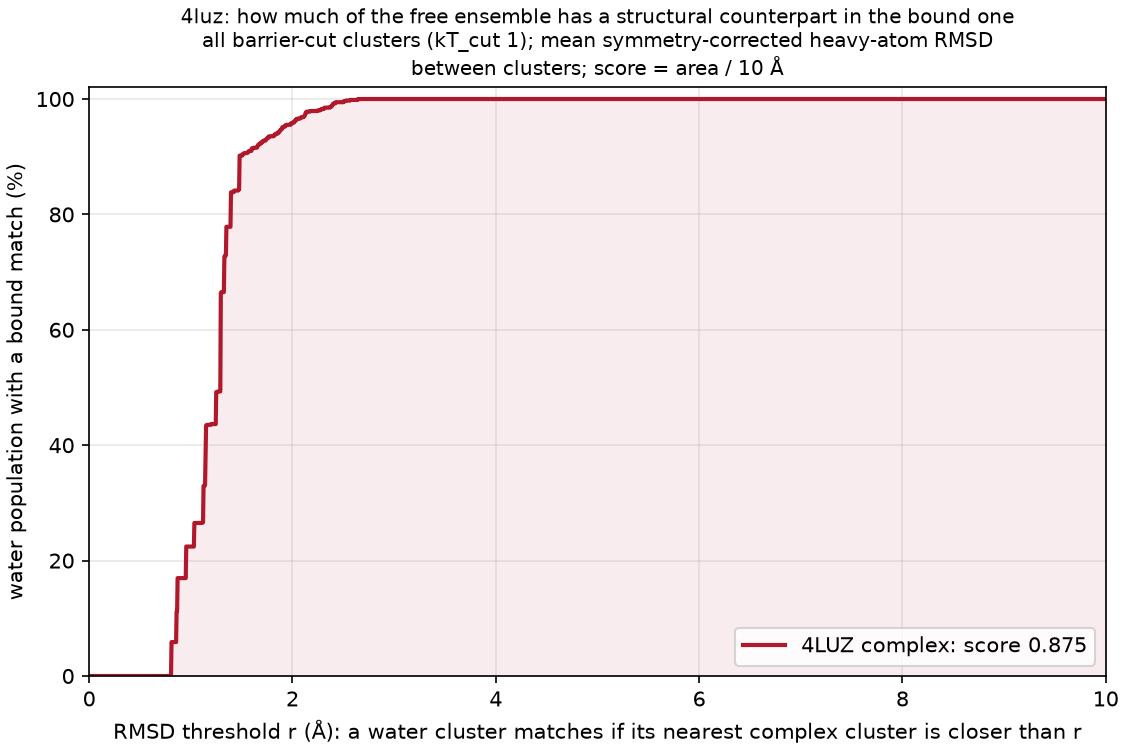 4luz: how much of the free ensemble has a structural counterpart in the bound one
all barrier-cut clusters (kT_cut 1); mean symmetry-corrected heavy-atom RMSD
between clusters; score = area / 10 Å
water population with a bound match (%)
100
80
60
40
20
0
4LUZ complex: score 0.875
0 2 4 6 8 10
RMSD threshold r (Å): a water cluster matches if its nearest complex cluster is closer than r